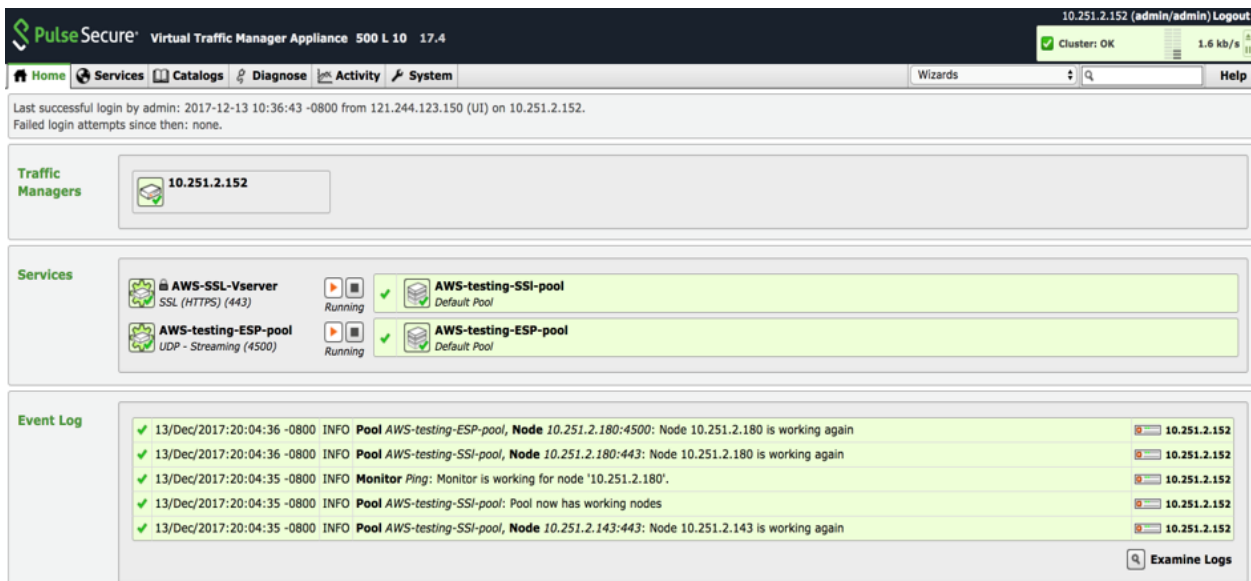 10.251.2.152 (admin/admin) Logout
Pulse Secure Virtual Traffic Manager Appliance 500 L 10 17.4
Cluster: OK 1.6 kb/s
Home Services Catalogs Diagnose Activity System Wizards Help
Last successful login by admin: 2017-12-13 10:36:43 -0800 from 121.244.123.150 (UI) on 10.251.2.152.
Failed login attempts since then: none.
Traffic
Managers
10.251.2.152
Services
AWS-SSL-Vserver
SSL (HTTPS) (443)
Running
AWS-testing-SSl-pool
Default Pool
AWS-testing-ESP-pool
UDP - Streaming (4500)
Running
AWS-testing-ESP-pool
Default Pool
Event Log
13/Dec/2017:20:04:36 -0800 INFO Pool AWS-testing-ESP-pool, Node 10.251.2.180:4500: Node 10.251.2.180 is working again 10.251.2.152
13/Dec/2017:20:04:36 -0800 INFO Pool AWS-testing-SSl-pool, Node 10.251.2.180:443: Node 10.251.2.180 is working again 10.251.2.152
13/Dec/2017:20:04:35 -0800 INFO Monitor Ping: Monitor is working for node '10.251.2.180'. 10.251.2.152
13/Dec/2017:20:04:35 -0800 INFO Pool AWS-testing-SSl-pool: Pool now has working nodes 10.251.2.152
13/Dec/2017:20:04:35 -0800 INFO Pool AWS-testing-SSl-pool, Node 10.251.2.143:443: Node 10.251.2.143 is working again 10.251.2.152
Examine Logs